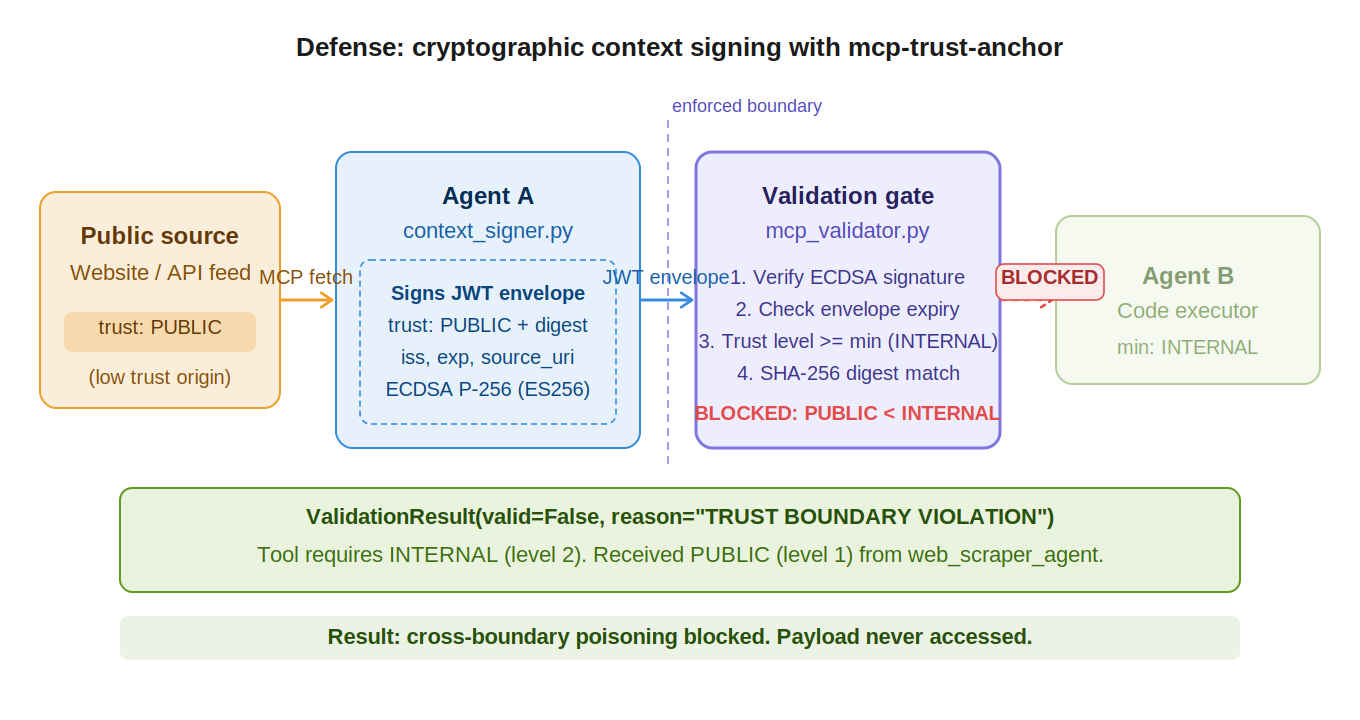 Defense: cryptographic context signing with mcp-trust-anchor
enforced boundary
Public source
Website / API feed
trust: PUBLIC
(low trust origin)
MCP fetch
Agent A
context_signer.py
Signs JWT envelope
trust: PUBLIC + digest
iss, exp, source_uri
ECDSA P-256 (ES256)
JWT envelope
Validation gate
mcp_validator.py
1. Verify ECDSA signature
2. Check envelope expiry
3. Trust level >= min (INTERNAL)
4. SHA-256 digest match
BLOCKED: PUBLIC < INTERNAL
BLOCKED
Agent B
Code executor
min: INTERNAL
ValidationResult(valid=False, reason="TRUST BOUNDARY VIOLATION")
Tool requires INTERNAL (level 2). Received PUBLIC (level 1) from web_scraper_agent.
Result: cross-boundary poisoning blocked. Payload never accessed.